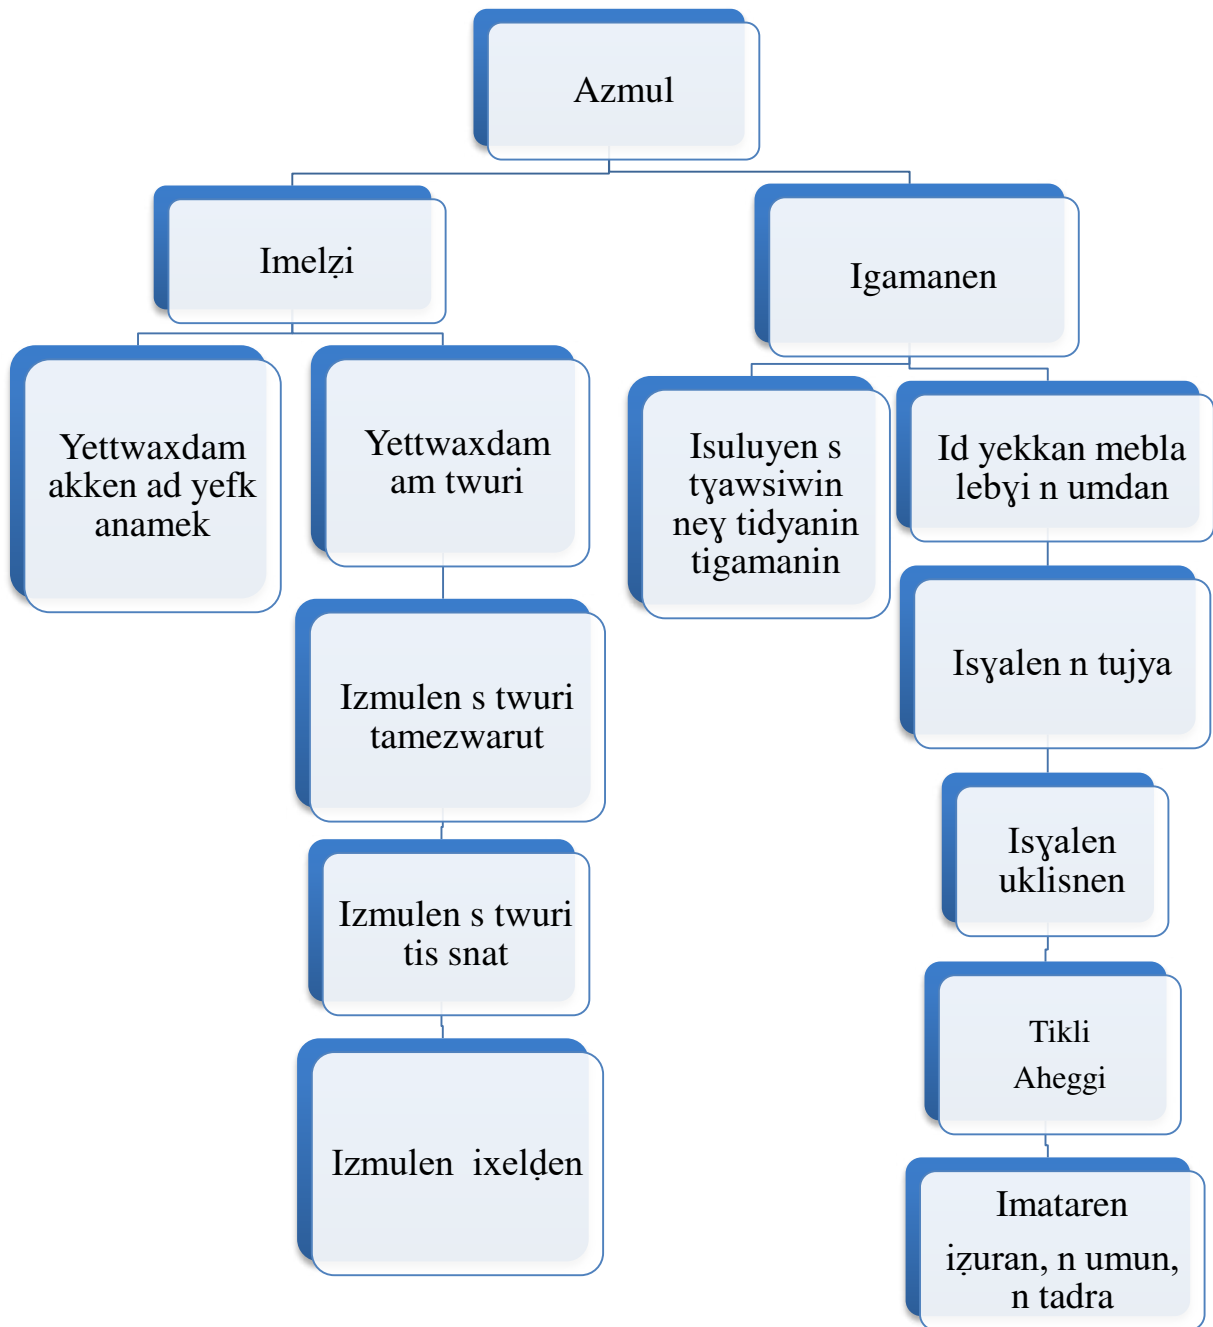 Azmul
Imelẓi
Igamanen
Yettwaxdam
akken ad yefk
anamek
Yettwaxdam
am twuri
Isuluyen s
tɣawsiwin
neɣ tidyanin
tigamanin
Id yekkan mebla
lebɣi n umdan
Izmulen s twuri
tamezwarut
Isɣalen n tujya
Izmulen s twuri
tis snat
Isɣalen
uklisnen
Izmulen  ixelḍen
Tikli
Aheggi
Imataren
iẓuran, n umun,
n tadra